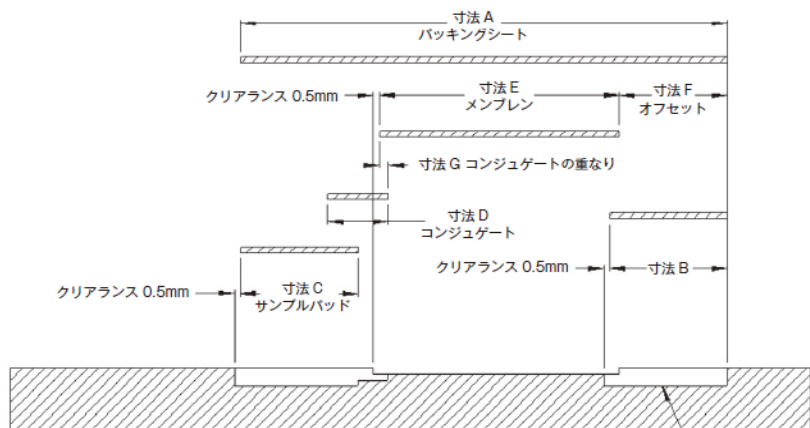 寸法 A
バッキングシート
クリアランス 0.5mm
寸法 E
メンブレン
寸法 F
オフセット
寸法 G コンジュゲートの重なり
寸法 D
コンジュゲート
クリアランス 0.5mm
寸法 B
クリアランス 0.5mm
寸法 C
サンプルパッド